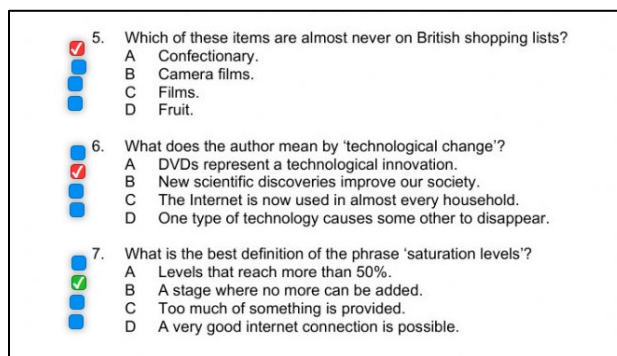 5. Which of these items are almost never on British shopping lists?
A Confectionary.
B Camera films.
C Films.
D Fruit.
6. What does the author mean by ‘technological change’?
A DVDs represent a technological innovation.
B New scientific discoveries improve our society.
C The Internet is now used in almost every household.
D One type of technology causes some other to disappear.
7. What is the best definition of the phrase ‘saturation levels’?
A Levels that reach more than 50%.
B A stage where no more can be added.
C Too much of something is provided.
D A very good internet connection is possible.